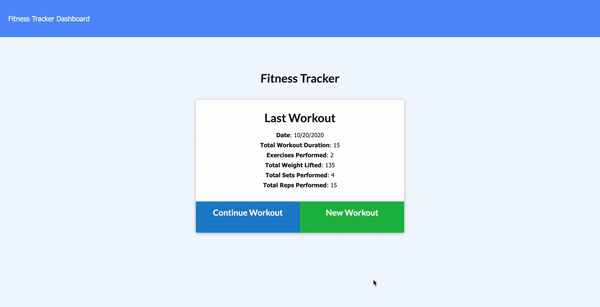 Fitness Tracker Dashboard
Fitness Tracker
Last Workout
Date: 10/20/2020
Total Workout Duration: 15
Exercises Performed: 2
Total Weight Lifted: 135
Total Sets Performed: 4
Total Reps Performed: 15
Continue Workout
New Workout